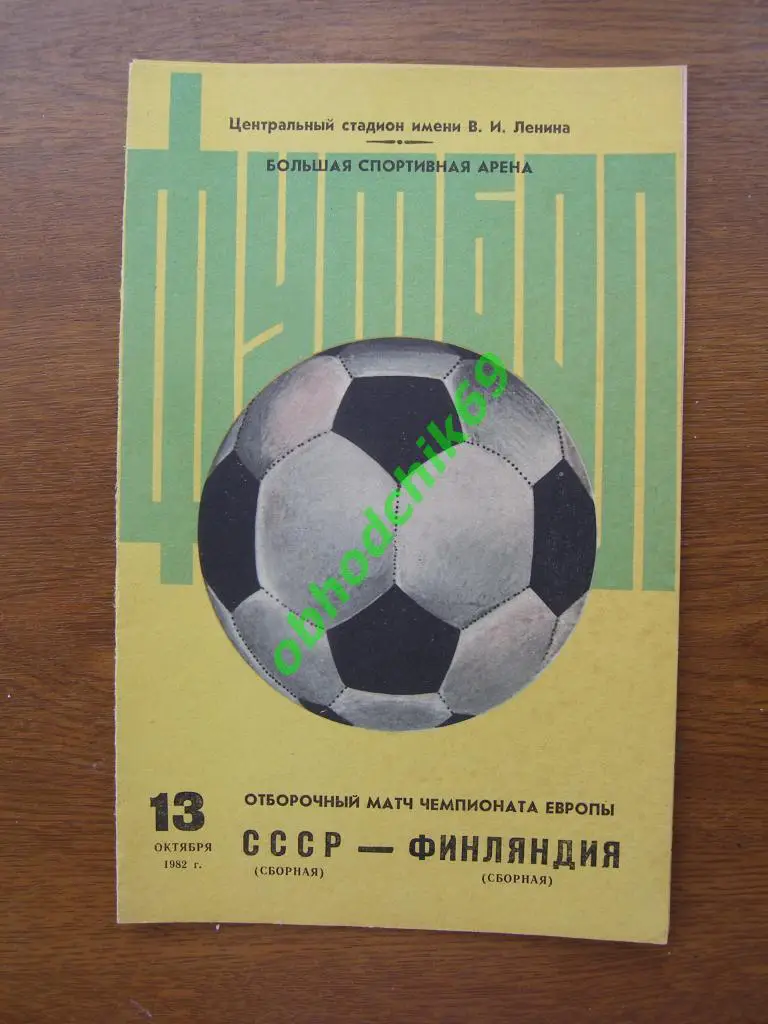 Центральный стадион имени В. И. Ленина
БОЛЬШАЯ СПОРТИВНАЯ АРЕНА
ФУТБОЛ
obhodchik69
13
ОКТЯБРЯ
1982 г.
ОТБОРОЧНЫЙ МАТЧ ЧЕМПИОНАТА ЕВРОПЫ
СССР — ФИНЛЯНДИЯ
(СБОРНАЯ) (СБОРНАЯ)